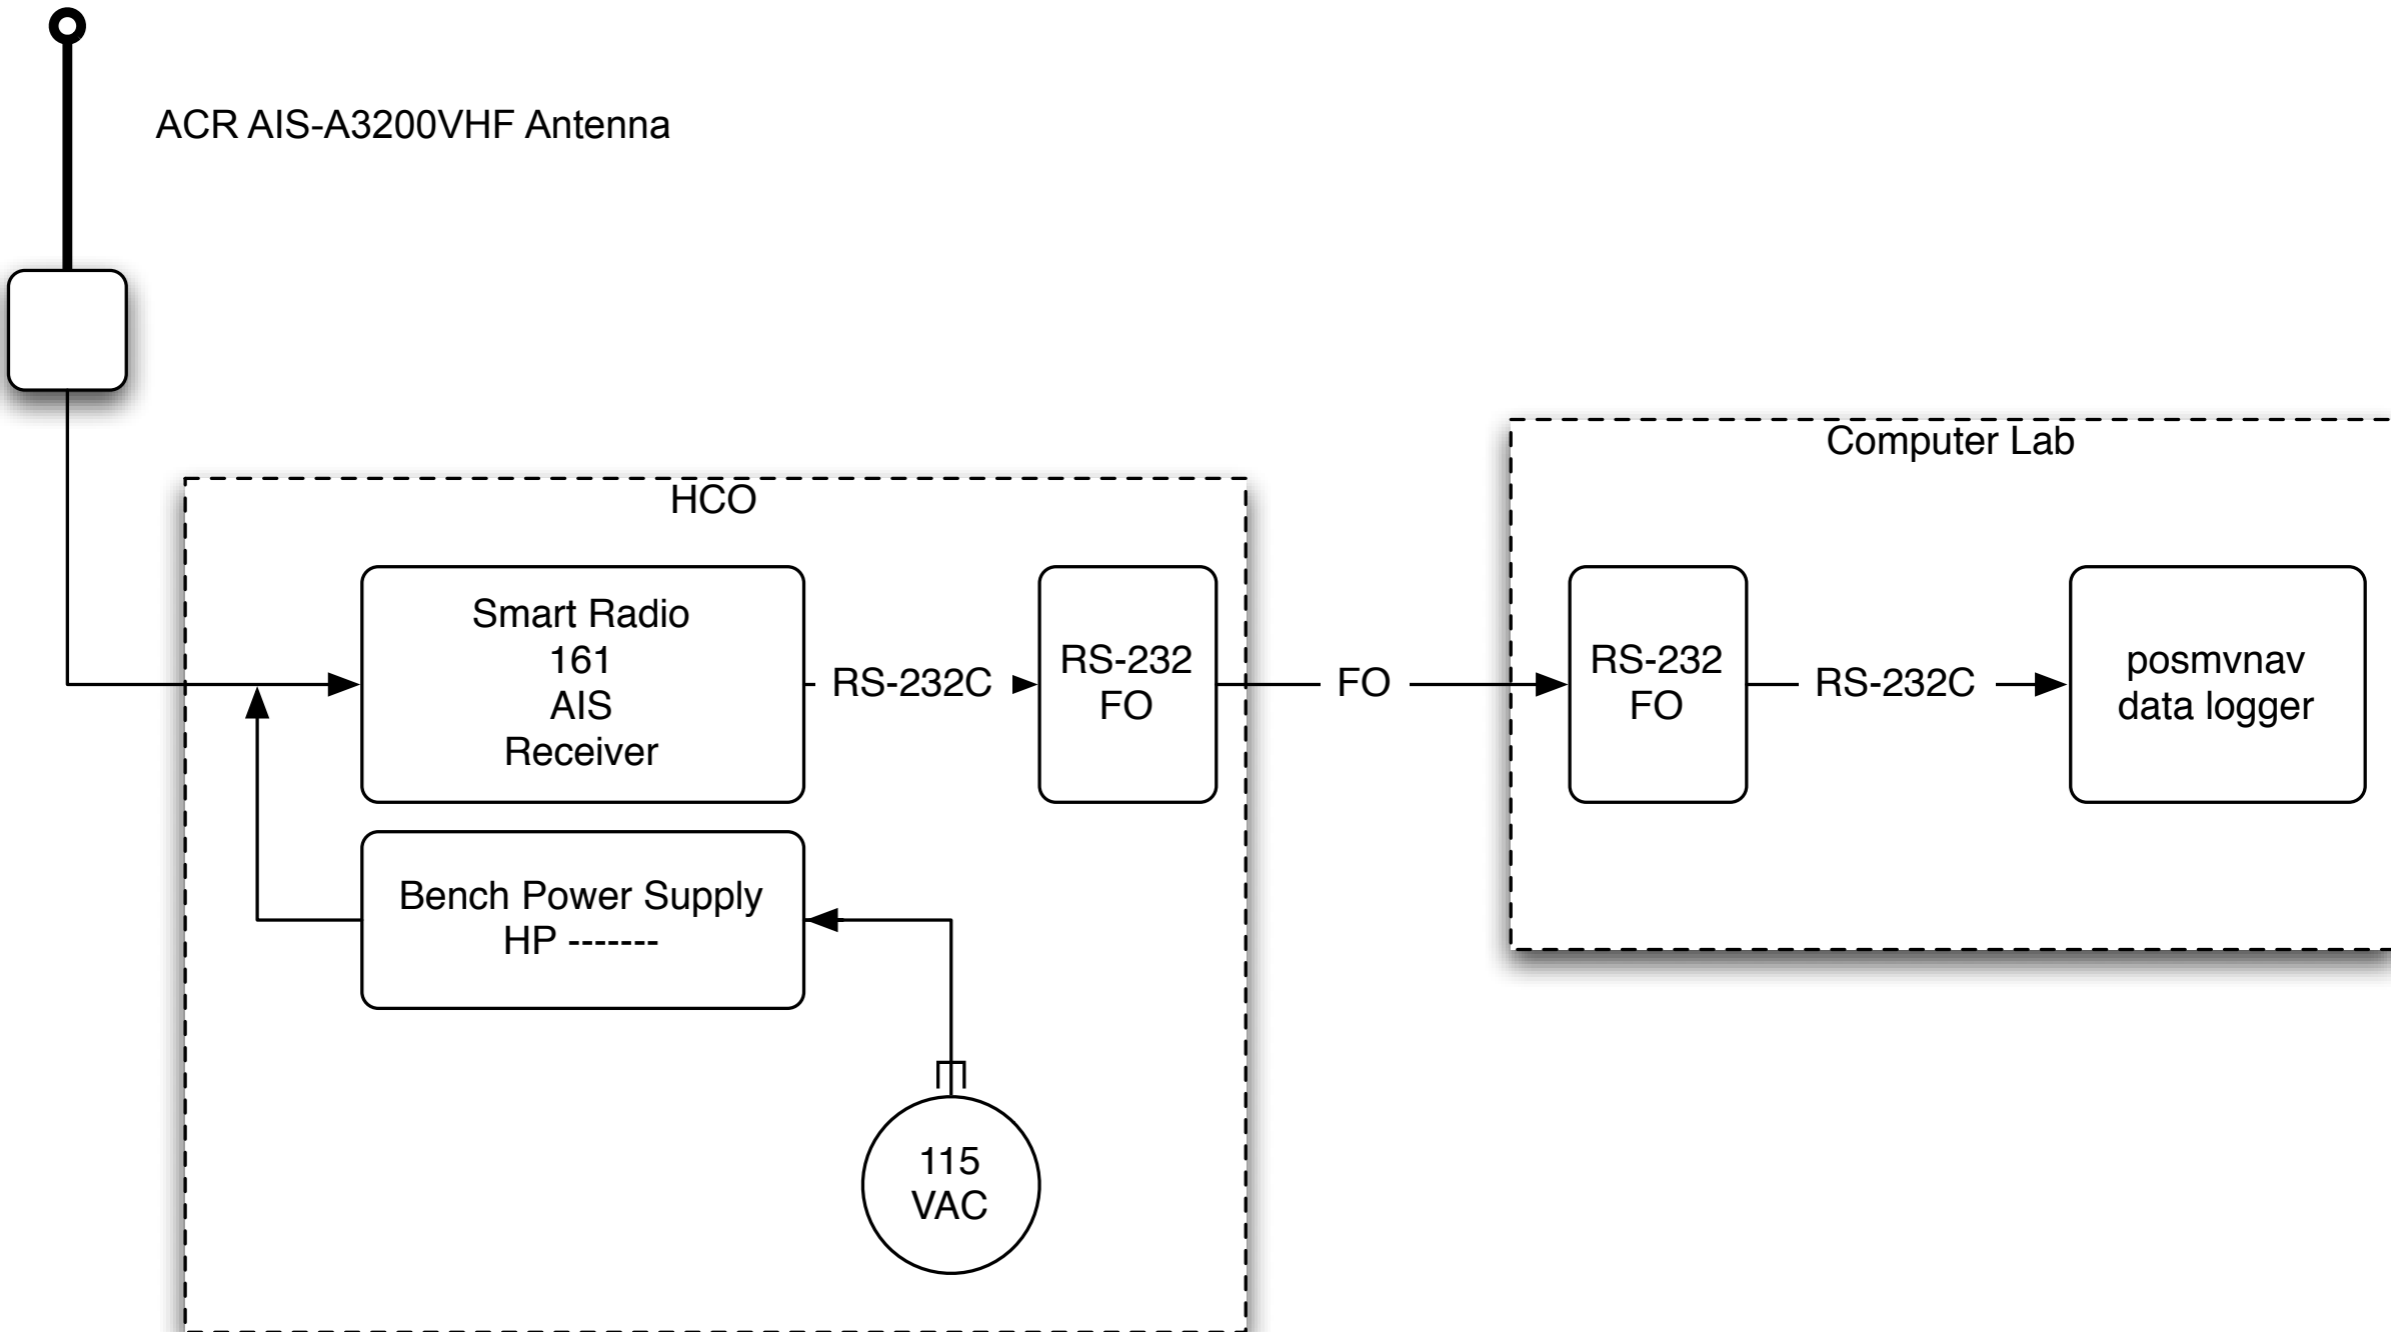 ACR AIS-A3200VHF Antenna
Computer Lab
HCO
Smart Radio
161
AIS
Receiver
RS-232C
RS-232
FO
FO
RS-232
FO
RS-232C
posmvnav
data logger
Bench Power Supply
HP -------
115
VAC